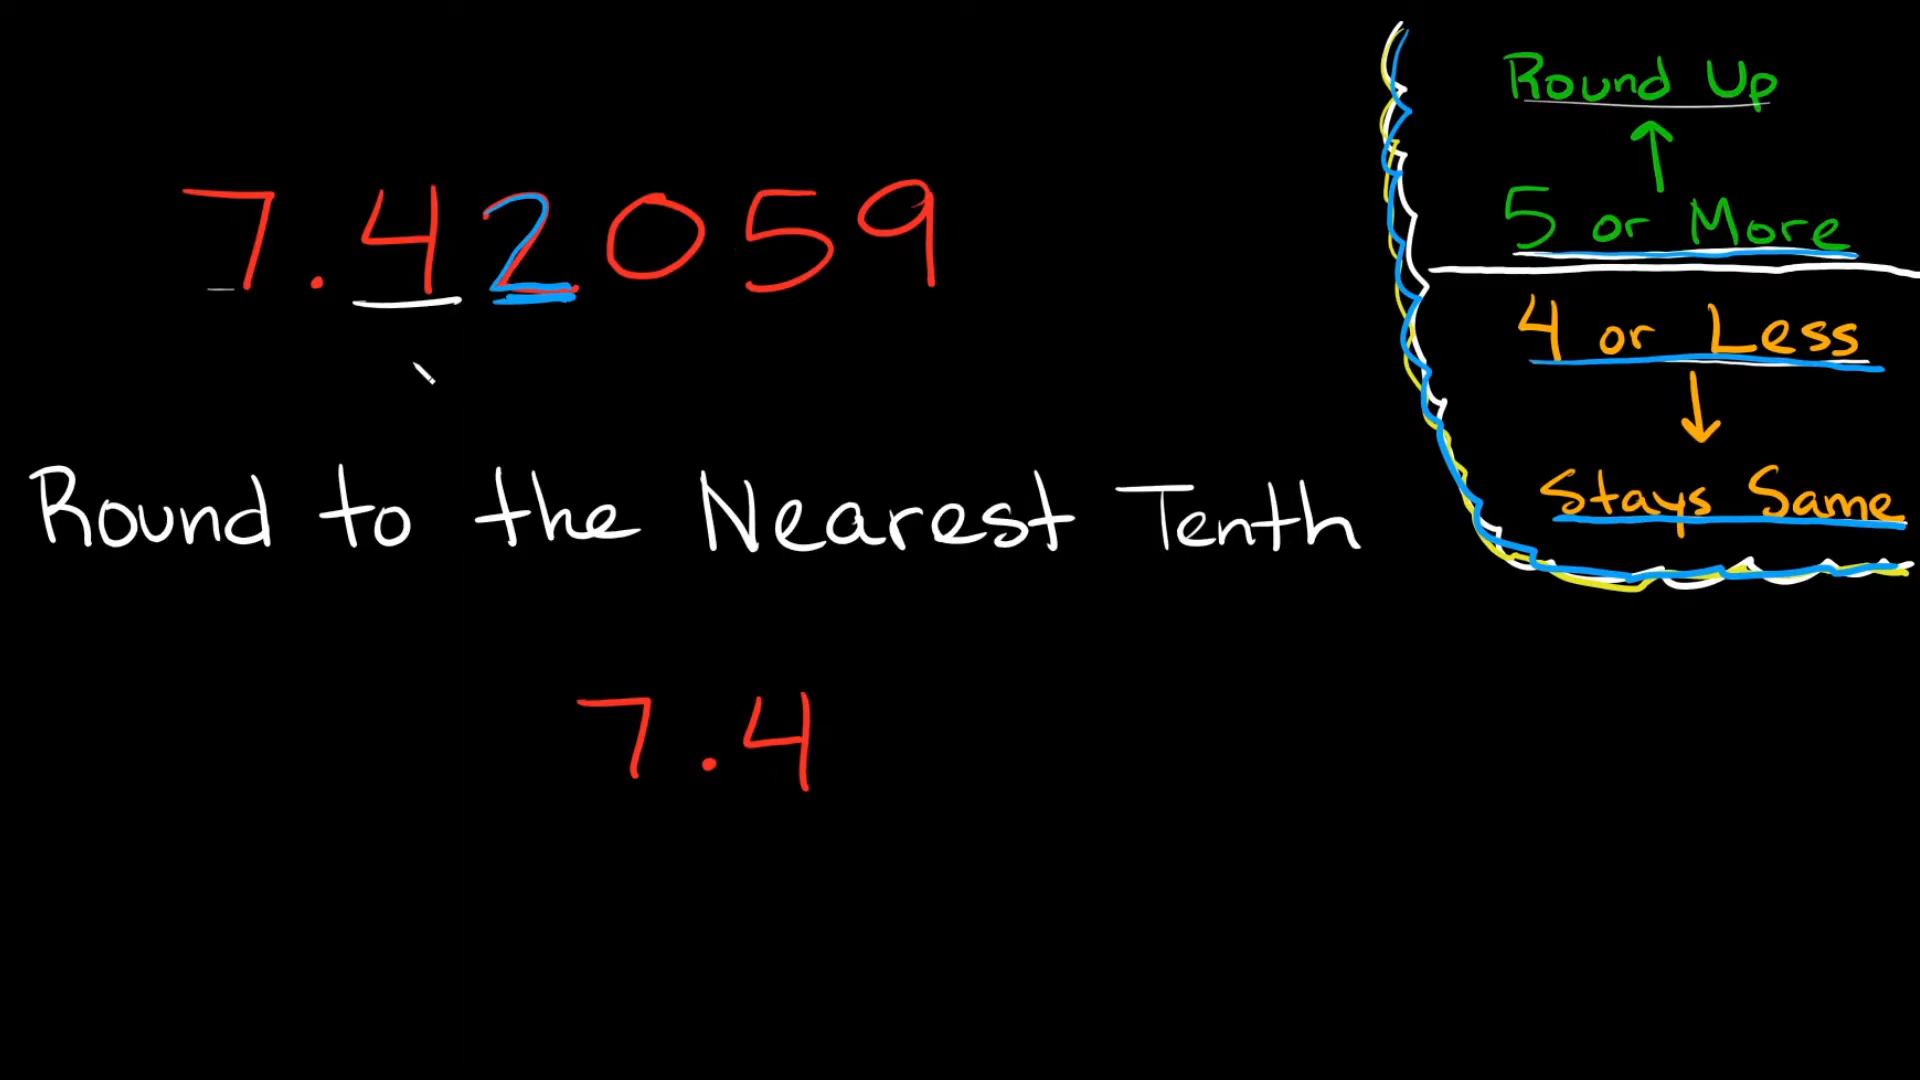 7.42059
Round to the Nearest Tenth
7.4
Round Up
5 or More
4 or Less
Stays Same